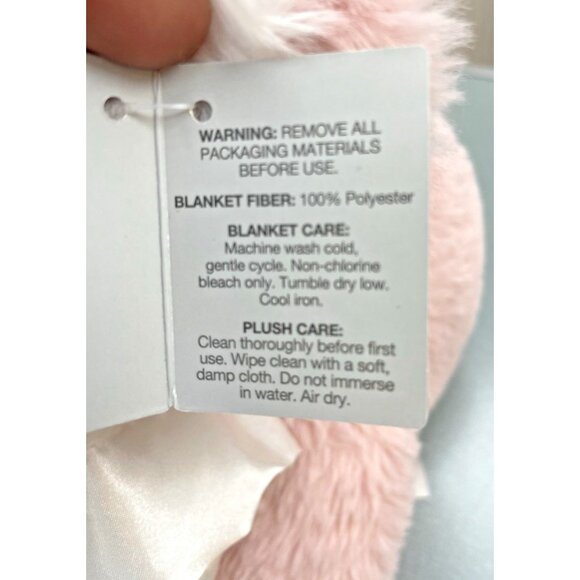 WARNING: REMOVE ALL
PACKAGING MATERIALS
BEFORE USE.
BLANKET FIBER: 100% Polyester
BLANKET CARE:
Machine wash cold,
gentle cycle. Non-chlorine
bleach only. Tumble dry low.
Cool iron.
PLUSH CARE:
Clean thoroughly before first
use. Wipe clean with a soft,
damp cloth. Do not immerse
in water. Air dry.